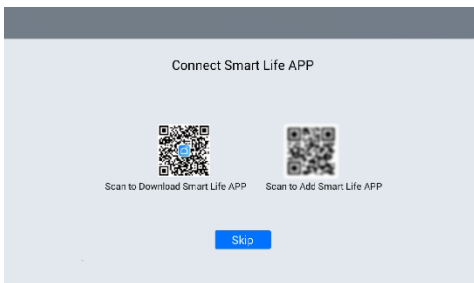 Connect Smart Life APP
Scan to Download Smart Life APP
Scan to Add Smart Life APP
Skip